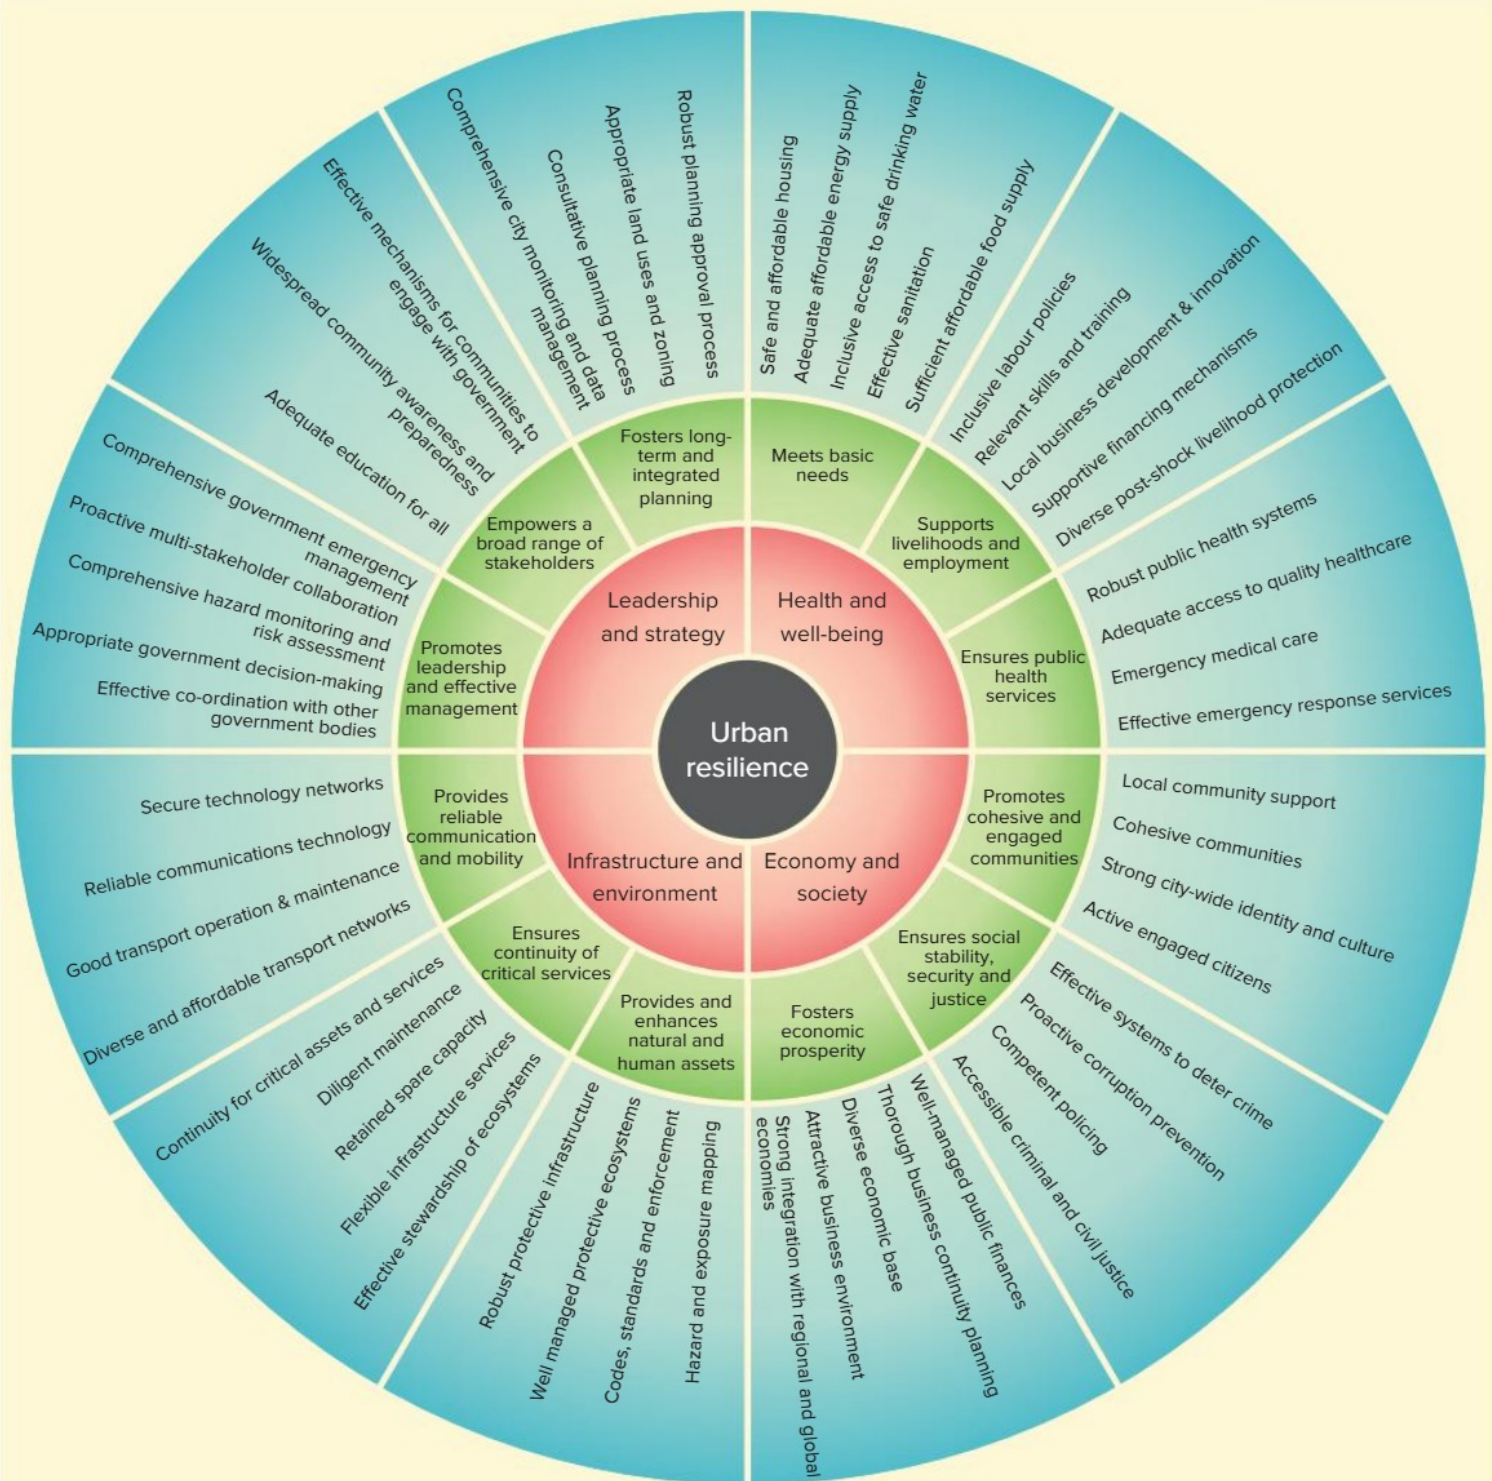 Urban
resilience
Leadership
and strategy
Health and
well-being
Infrastructure and
environment
Economy and
society
Meets basic
needs
Safe and affordable housing
Adequate affordable energy supply
Inclusive access to safe drinking water
Effective sanitation
Sufficient affordable food supply
Supports
livelihoods and
employment
Inclusive labour policies
Relevant skills and training
Local business development & innovation
Supportive financing mechanisms
Diverse post-shock livelihood protection
Ensures public
health
services
Robust public health systems
Adequate access to quality healthcare
Emergency medical care
Effective emergency response services
Promotes
cohesive and
engaged
communities
Local community support
Cohesive communities
Strong city-wide identity and culture
Active engaged citizens
Ensures social
stability,
security and
justice
Effective systems to deter crime
Proactive corruption prevention
Competent policing
Accessible criminal and civil justice
Fosters
economic
prosperity
Well-managed public finances
Thorough business continuity planning
Diverse economic base
Attractive business environment
Strong integration with regional and global
economies
Provides and
enhances
natural and
human assets
Hazard and exposure mapping
Codes, standards and enforcement
Well managed protective ecosystems
Robust protective infrastructure
Ensures
continuity of
critical services
Effective stewardship of ecosystems
Flexible infrastructure services
Retained spare capacity
Diligent maintenance
Continuity for critical assets and services
Provides
reliable
communication
and mobility
Diverse and affordable transport networks
Good transport operation & maintenance
Reliable communications technology
Secure technology networks
Promotes
leadership
and effective
management
Effective co-ordination with other
government bodies
Appropriate government decision-making
Comprehensive hazard monitoring and
risk assessment
Proactive multi-stakeholder collaboration
Comprehensive government emergency
management
Empowers a
broad range of
stakeholders
Adequate education for all
Widespread community awareness and
preparedness
Effective mechanisms for communities to
engage with government
Fosters long-
term and
integrated
planning
Comprehensive city monitoring and data
management
Consultative planning process
Appropriate land uses and zoning
Robust planning approval process